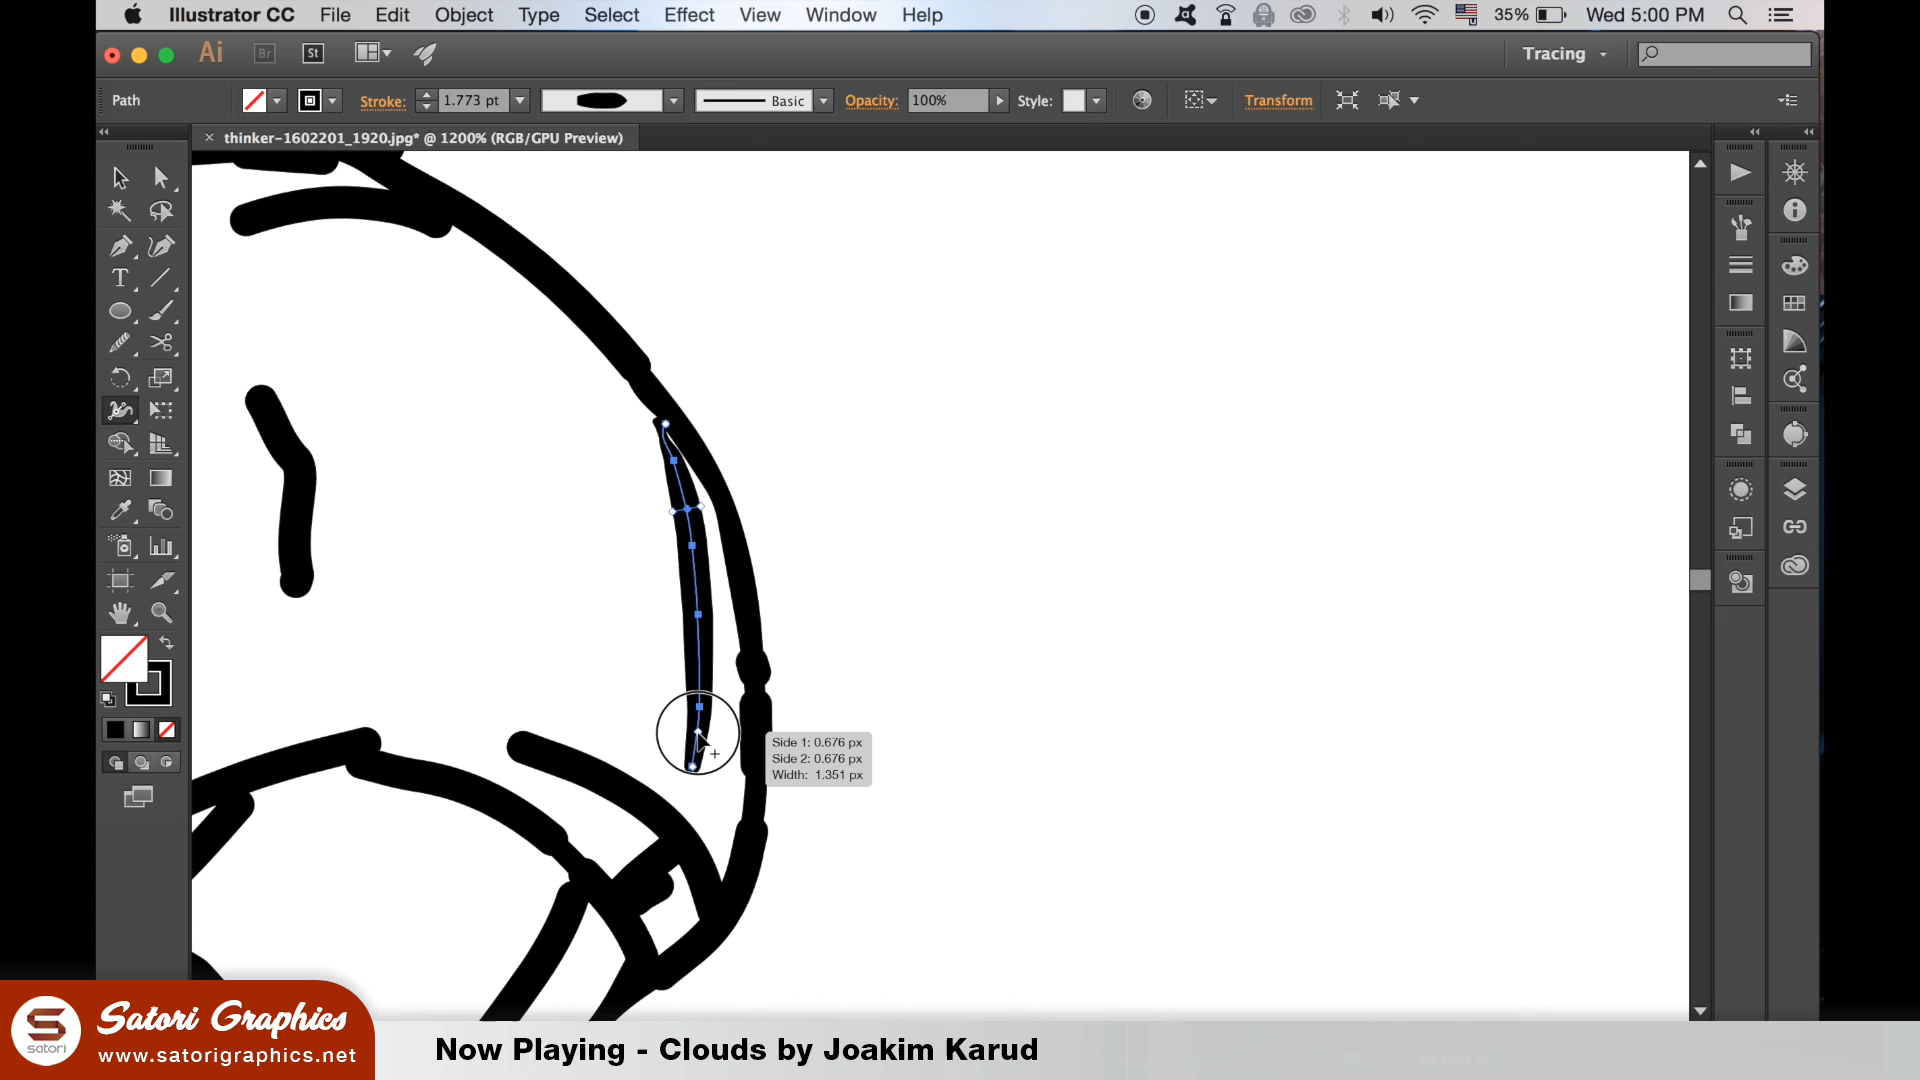 Illustrator CC File Edit Object Type Select Effect View Window Help 35% Wed 5:00 PM
Ai Br St Tracing
Path Stroke: 1.773 pt Basic Opacity: 100% Style: Transform
× thinker-1602201_1920.jpg* @ 1200% (RGB/GPU Preview)
T
Side 1: 0.676 px
Side 2: 0.676 px
Width: 1.351 px
Satori Graphics
satori
www.satorigraphics.net
Now Playing - Clouds by Joakim Karud